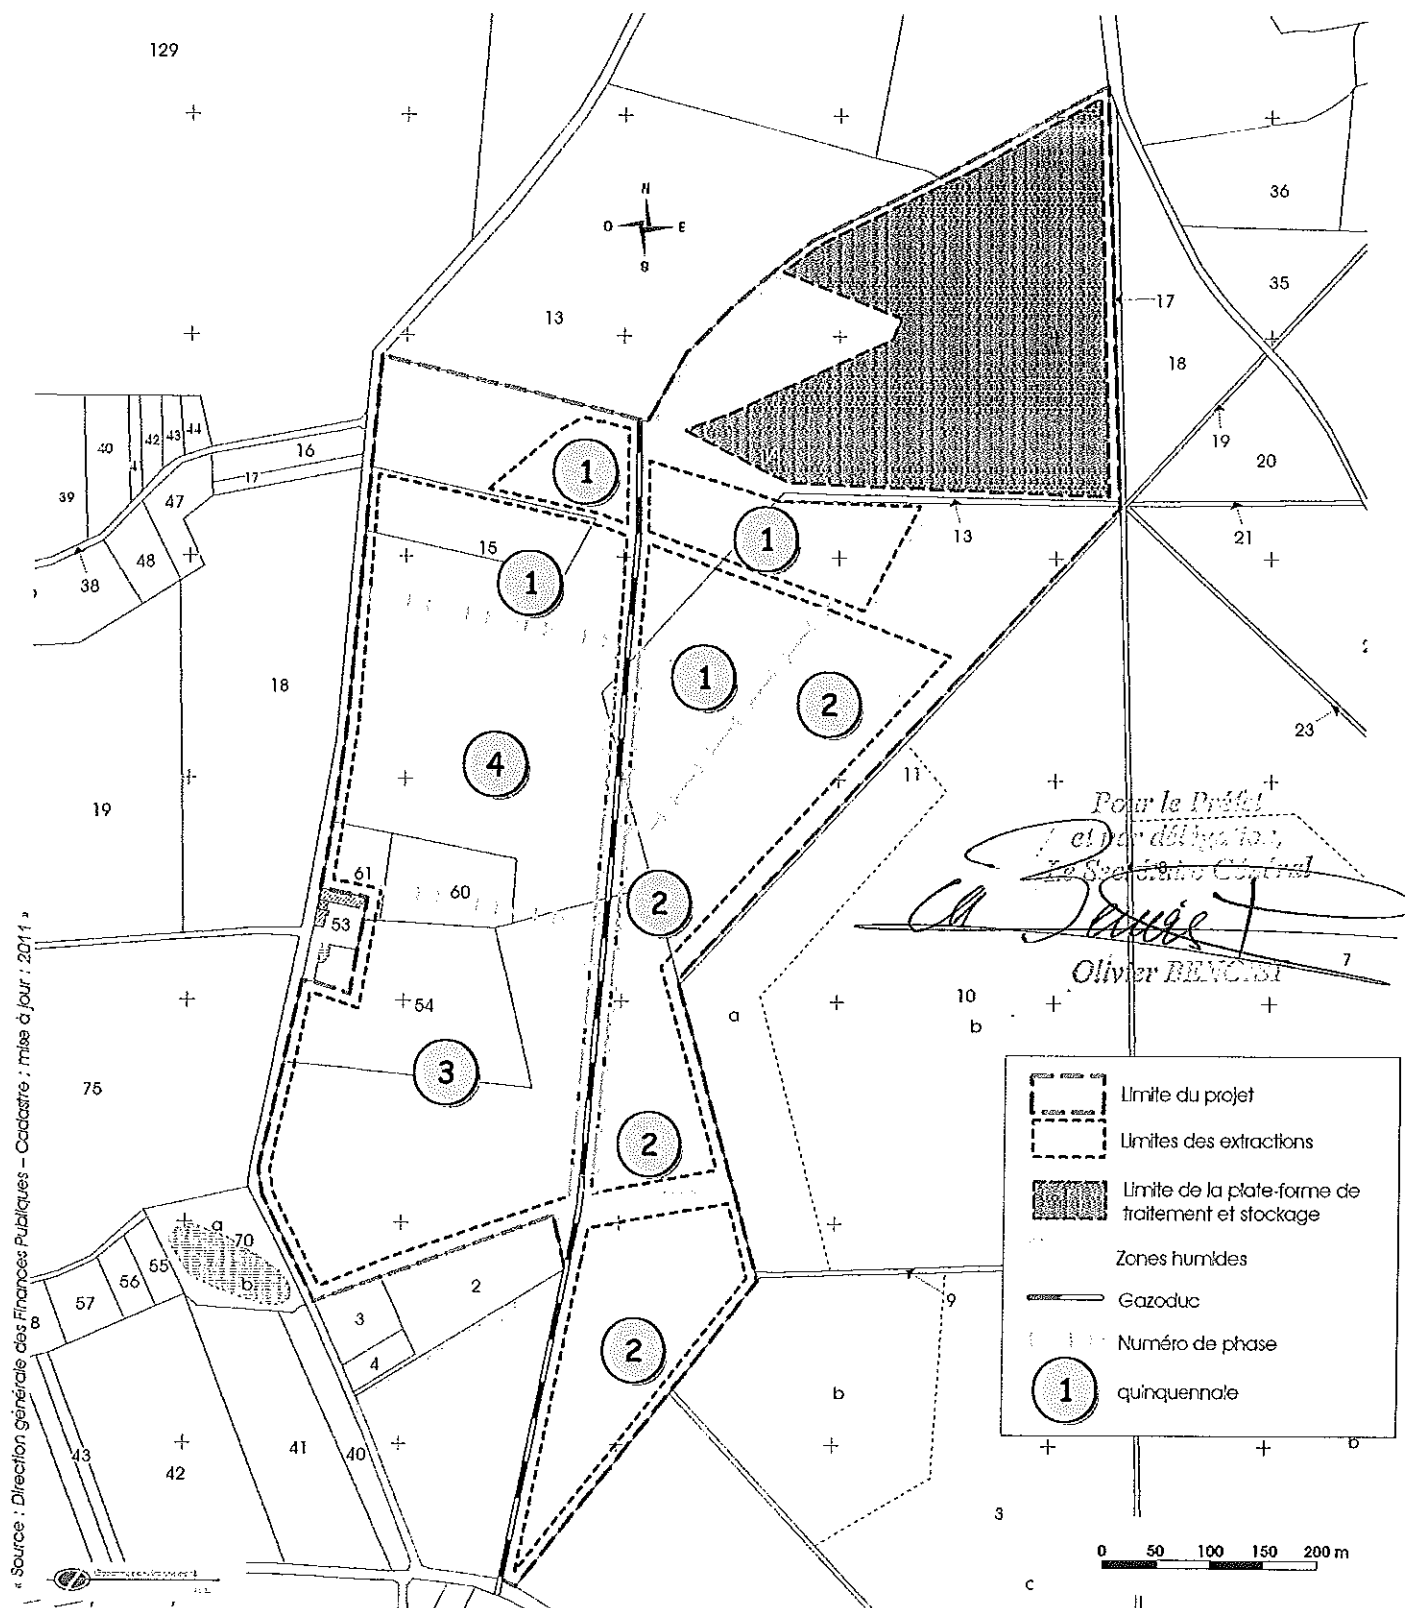 129
36
N
O
E
S
13
35
17
18
40
42
43
44
16
17
19
20
1
39
47
1
13
21
15
48
1
38
18
1
2
23
4
11
19
Pour le Préfet
et par délégation,
Le Secrétaire Général
61
60
2
53
7
Olivier
54
10
a
b
3
75
Limite du projet
Limites des extractions
2
Limite de la plate-forme de
traitement et stockage
a
70
b
Zones humides
55
56
2
57
9
Gazoduc
8
3
Numéro de phase
4
2
1
quinquennale
b
43
41
40
42
b
3
0 50 100 150 200 m
c
« Source : Direction générale des Finances Publiques – Cadastre ; mise à jour : 2011 »